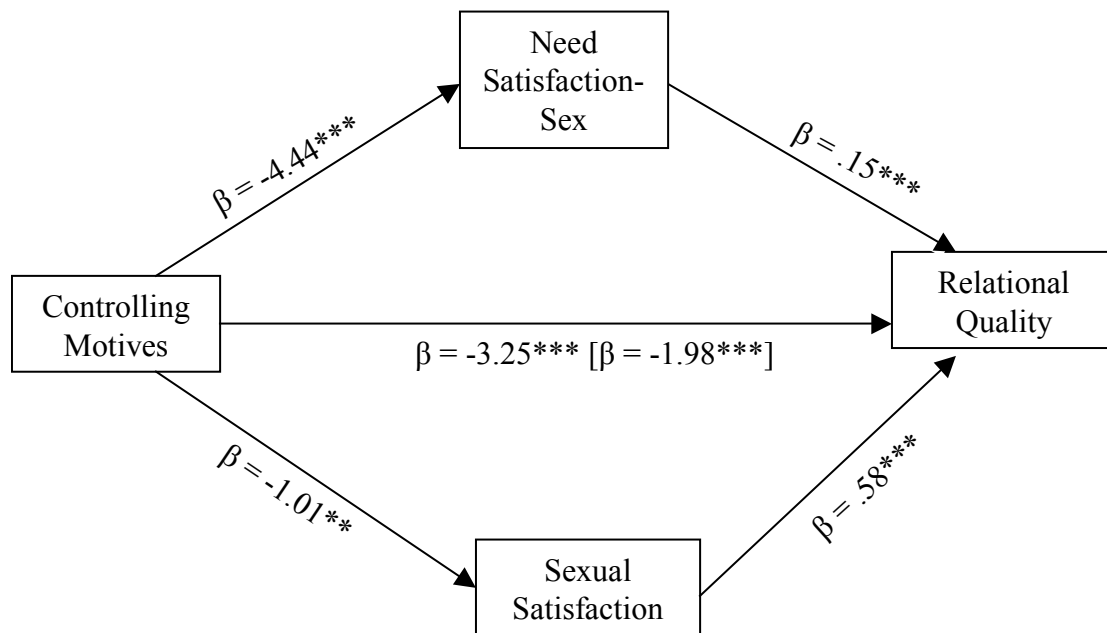 Need
Satisfaction-
Sex
β = -4.44***
β = .15***
Controlling
Motives
Relational
Quality
β = -3.25*** [β = -1.98***]
β = -1.01**
β = .58***
Sexual
Satisfaction